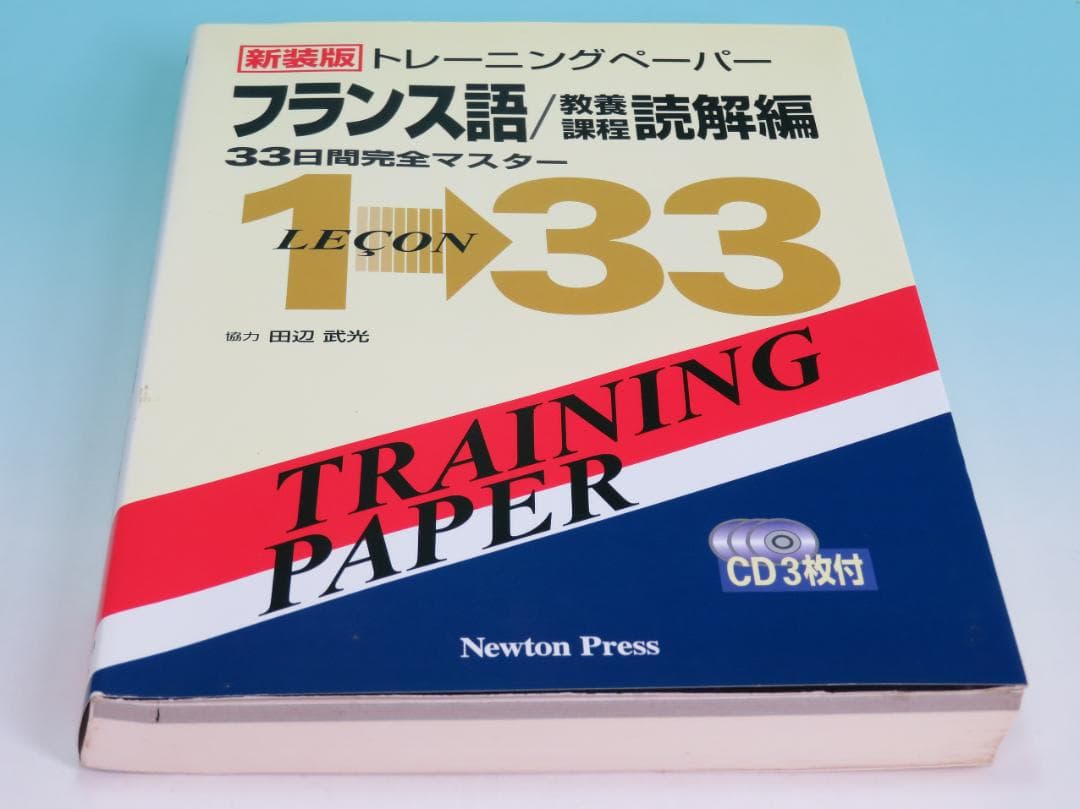 新装版 トレーニングペーパー
フランス語/教養課程 読解編
33日間完全マスター
1➡33
LEÇON
協力 田辺 武光
TRAINING
PAPER
CD3枚付
Newton Press